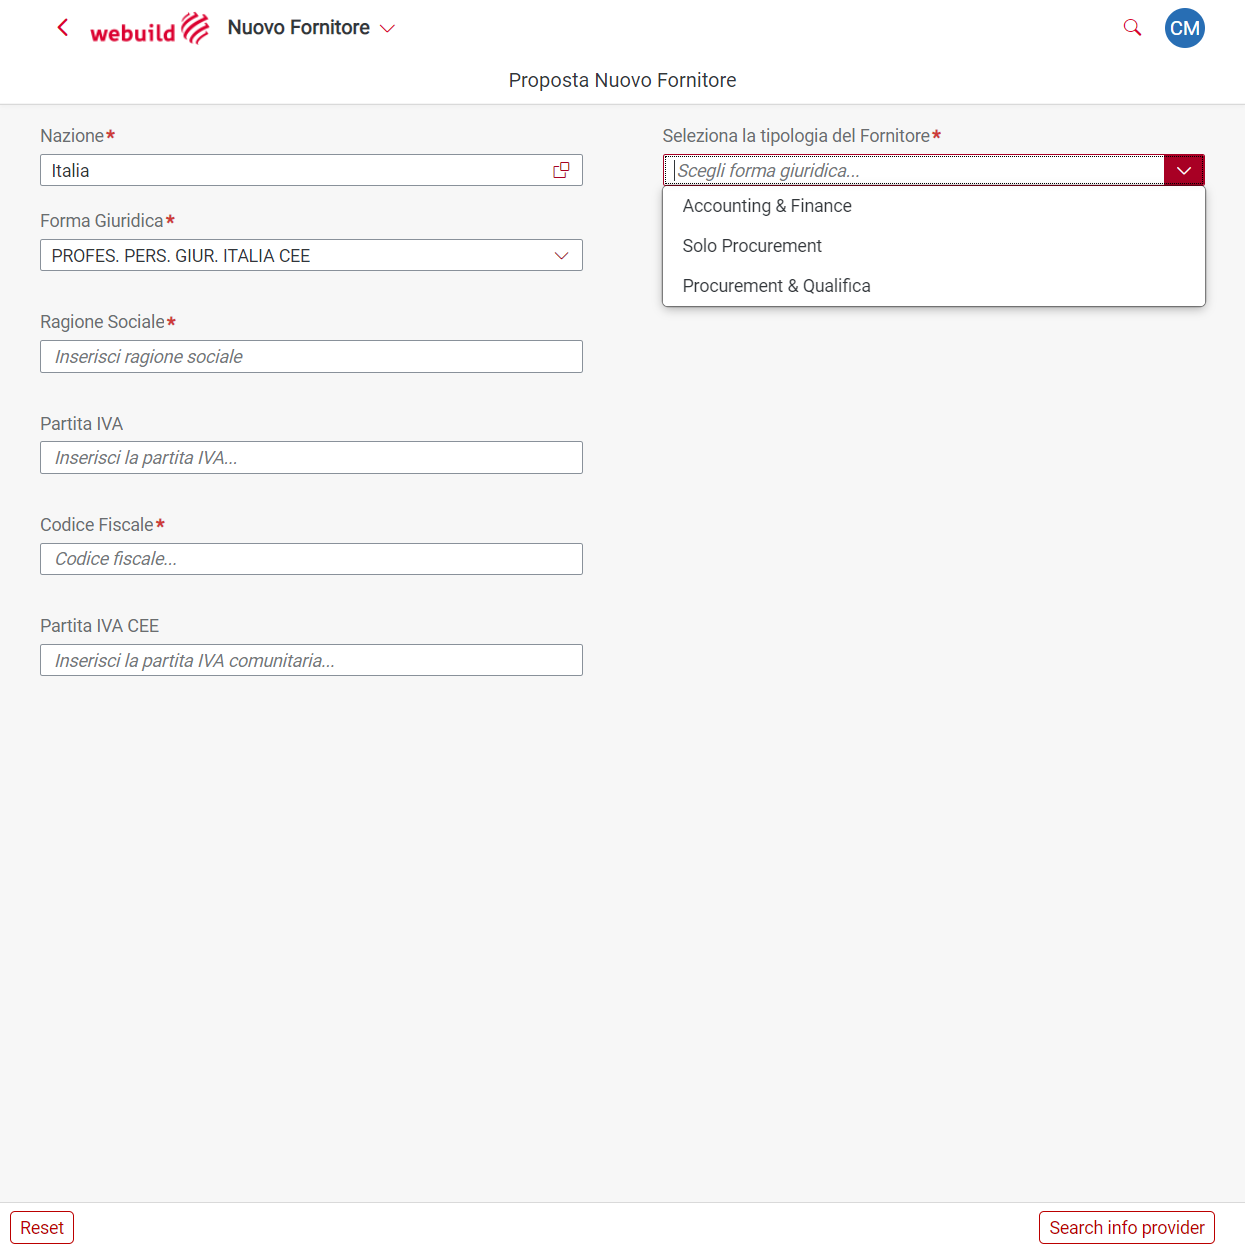 webuild Nuovo Fornitore
CM
Proposta Nuovo Fornitore
Nazione*
Italia
Forma Giuridica*
PROFES. PERS. GIUR. ITALIA CEE
Ragione Sociale*
Inserisci ragione sociale
Partita IVA
Inserisci la partita IVA...
Codice Fiscale*
Codice fiscale...
Partita IVA CEE
Inserisci la partita IVA comunitaria...
Seleziona la tipologia del Fornitore*
Scegli forma giuridica...
Accounting & Finance
Solo Procurement
Procurement & Qualifica
Reset
Search info provider